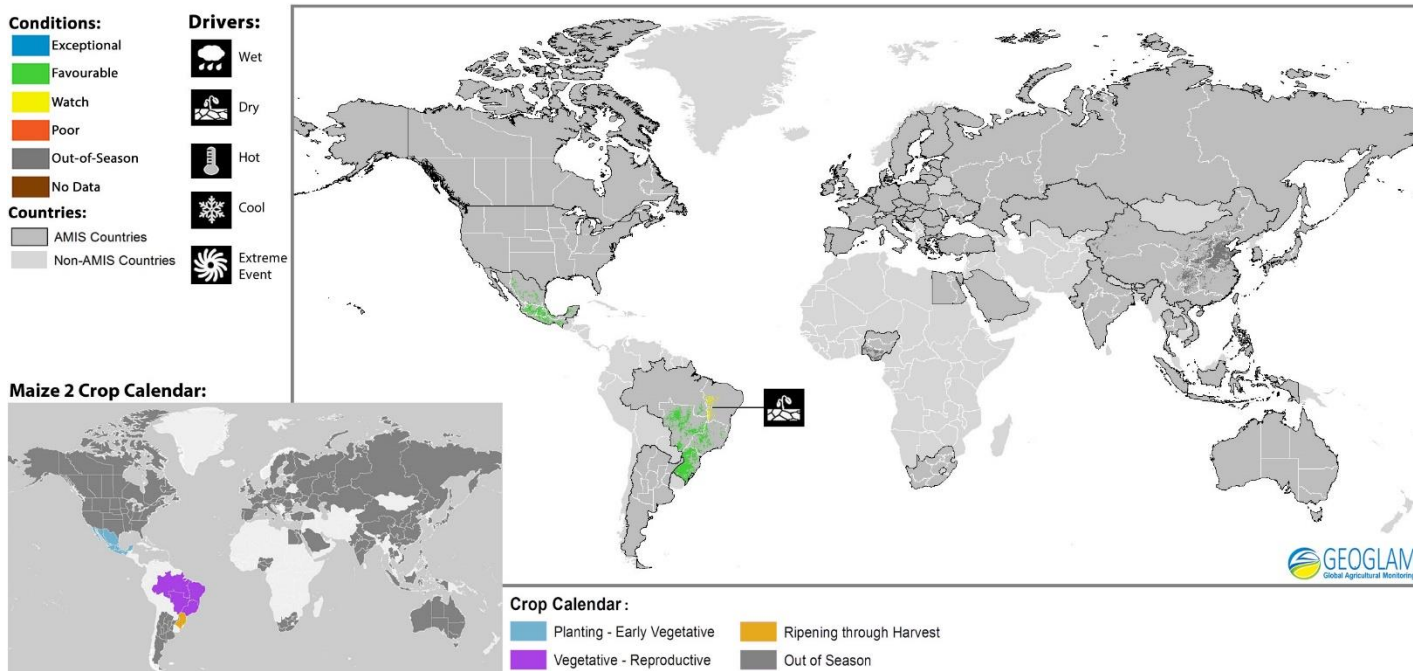 Conditions:
Exceptional
Favourable
Watch
Poor
Out-of-Season
No Data
Countries:
AMIS Countries
Non-AMIS Countries
Drivers:
Wet
Dry
Hot
Cool
Extreme
Event
Maize 2 Crop Calendar:
GEOGLAM
Global Agricultural Monitoring
Crop Calendar :
Planting - Early Vegetative
Ripening through Harvest
Vegetative - Reproductive
Out of Season